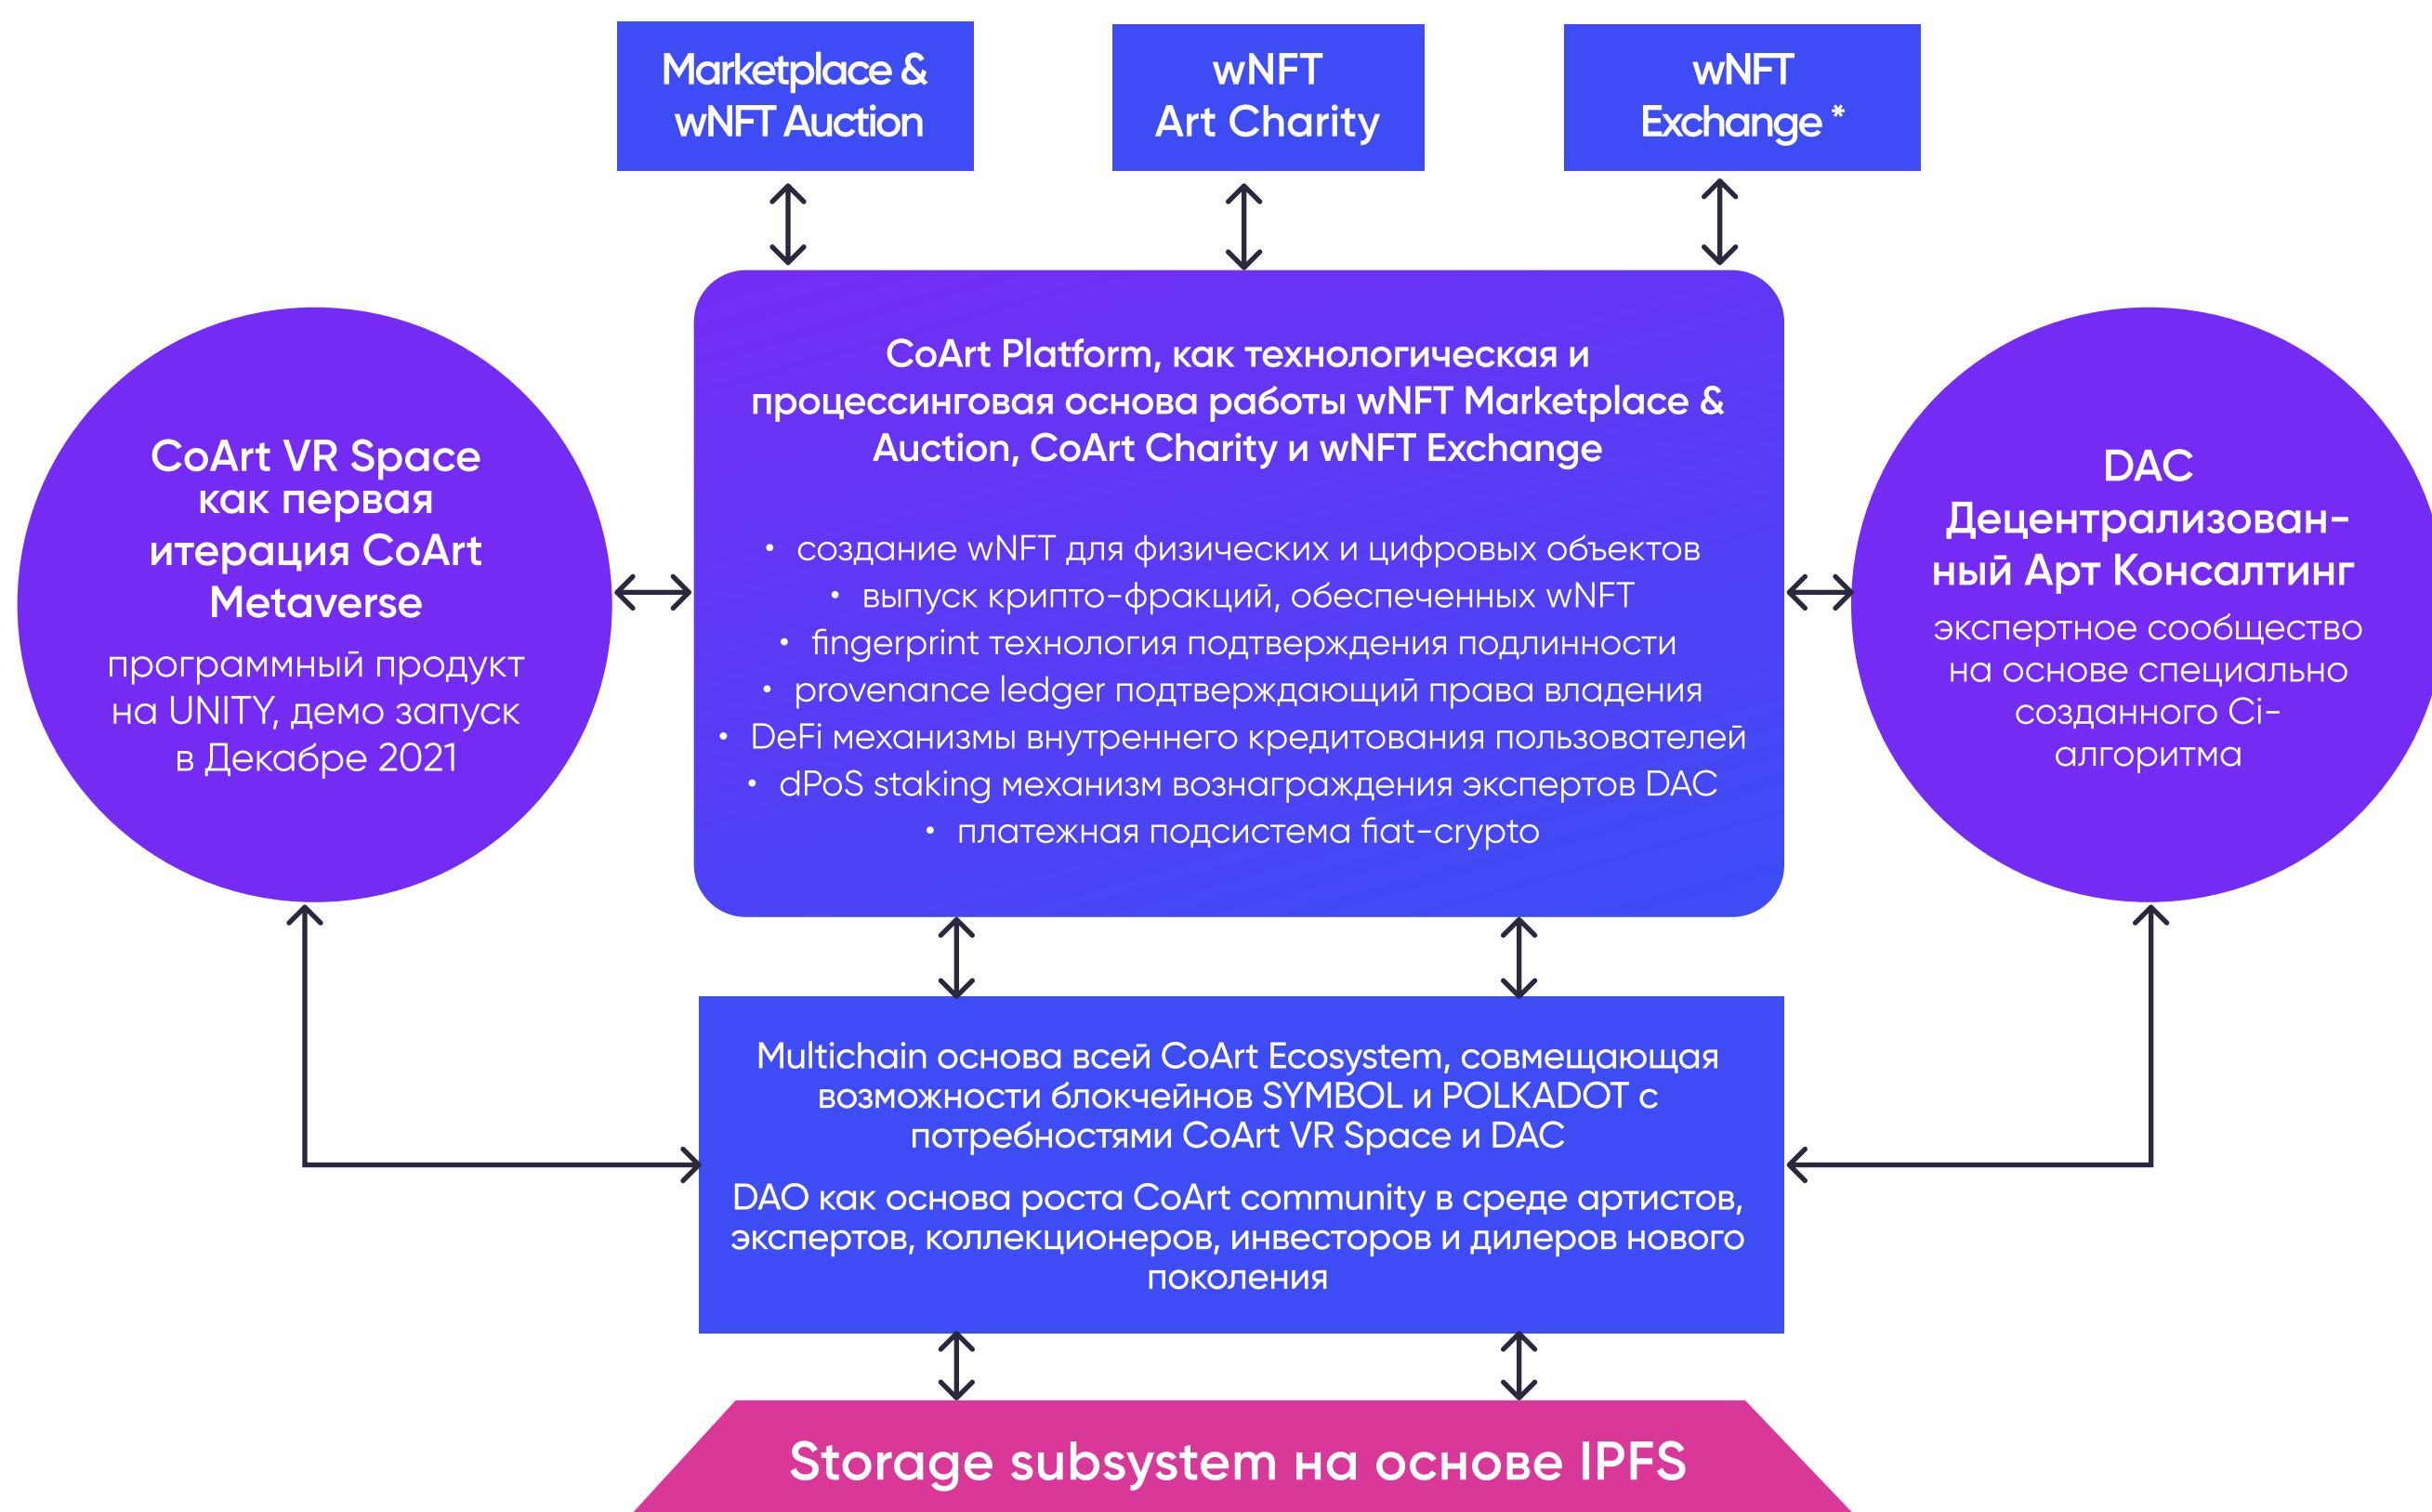 Marketplace &
wNFT Auction
wNFT
Art Charity
wNFT
Exchange *
CoArt Platform, как технологическая и
процессинговая основа работы wNFT Marketplace &
Auction, CoArt Charity и wNFT Exchange
• создание wNFT для физических и цифровых объектов
• выпуск крипто-фракций, обеспеченных wNFT
• fingerprint технология подтверждения подлинности
• provenance ledger подтверждающий права владения
• DeFi механизмы внутреннего кредитования пользователей
• dPoS staking механизм вознаграждения экспертов DAC
• платежная подсистема fiat-crypto
CoArt VR Space
как первая
итерация CoArt
Metaverse
программный продукт
на UNITY, демо запуск
в Декабре 2021
DAC
Децентрализован-
ный Арт Консалтинг
экспертное сообщество
на основе специально
созданного Ci-
алгоритма
Multichain основа всей CoArt Ecosystem, совмещающая
возможности блокчейнов SYMBOL и POLKADOT с
потребностями CoArt VR Space и DAC
DAO как основа роста CoArt community в среде артистов,
экспертов, коллекционеров, инвесторов и дилеров нового
поколения
Storage subsystem на основе IPFS